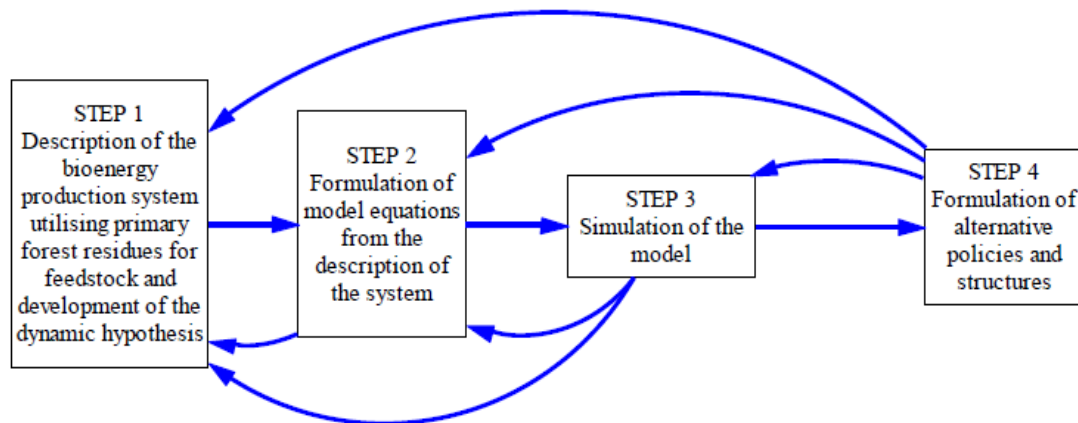 STEP 1
Description of the
bioenergy
production system
utilising primary
forest residues for
feedstock and
development of the
dynamic hypothesis
STEP 2
Formulation of
model equations
from the
description of
the system
STEP 3
Simulation of the
model
STEP 4
Formulation of
alternative
policies and
structures